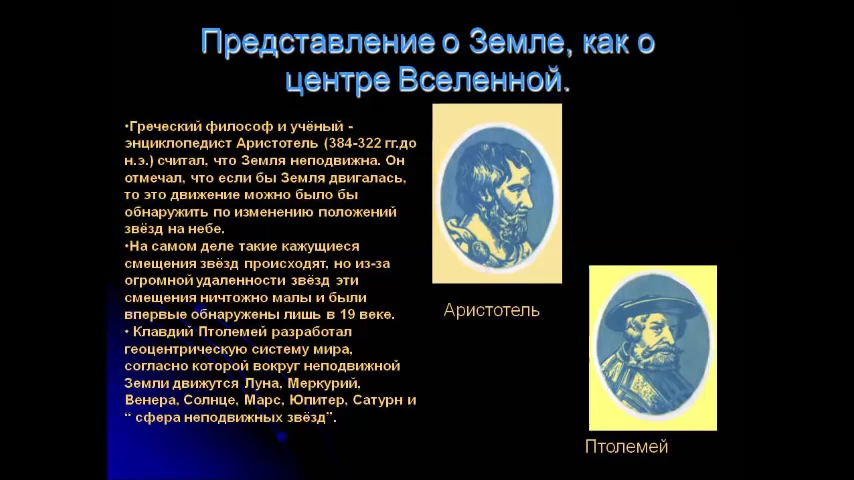 Представление о Земле, как о
центре Вселенной.
•Греческий философ и учёный -
энциклопедист Аристотель (384-322 гг.до
н.э.) считал, что Земля неподвижна. Он
отмечал, что если бы Земля двигалась,
то это движение можно было бы
обнаружить по изменению положений
звёзд на небе.
•На самом деле такие кажущиеся
смещения звёзд происходят, но из-за
огромной удаленности звёзд эти
смещения ничтожно малы и были
впервые обнаружены лишь в 19 веке.
• Клавдий Птолемей разработал
геоцентрическую систему мира,
согласно которой вокруг неподвижной
Земли движутся Луна, Меркурий,
Венера, Солнце, Марс, Юпитер, Сатурн и
“ сфера неподвижных звёзд”.
Аристотель
Птолемей